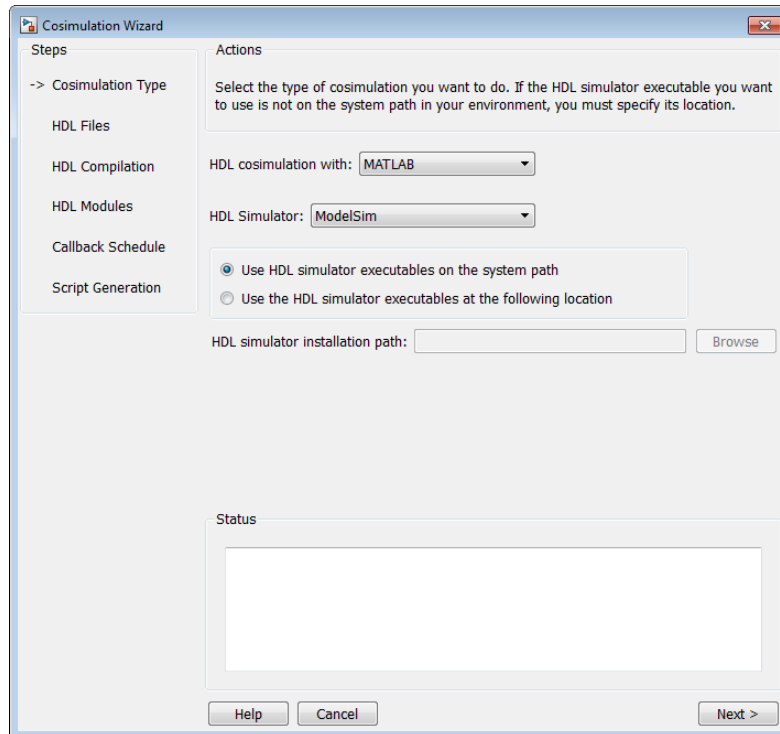 Cosimulation Wizard
Steps
-> Cosimulation Type
HDL Files
HDL Compilation
HDL Modules
Callback Schedule
Script Generation
Actions
Select the type of cosimulation you want to do. If the HDL simulator executable you want
to use is not on the system path in your environment, you must specify its location.
HDL cosimulation with: MATLAB
HDL Simulator: ModelSim
Use HDL simulator executables on the system path
Use the HDL simulator executables at the following location
HDL simulator installation path: Browse
Status
Help Cancel Next >